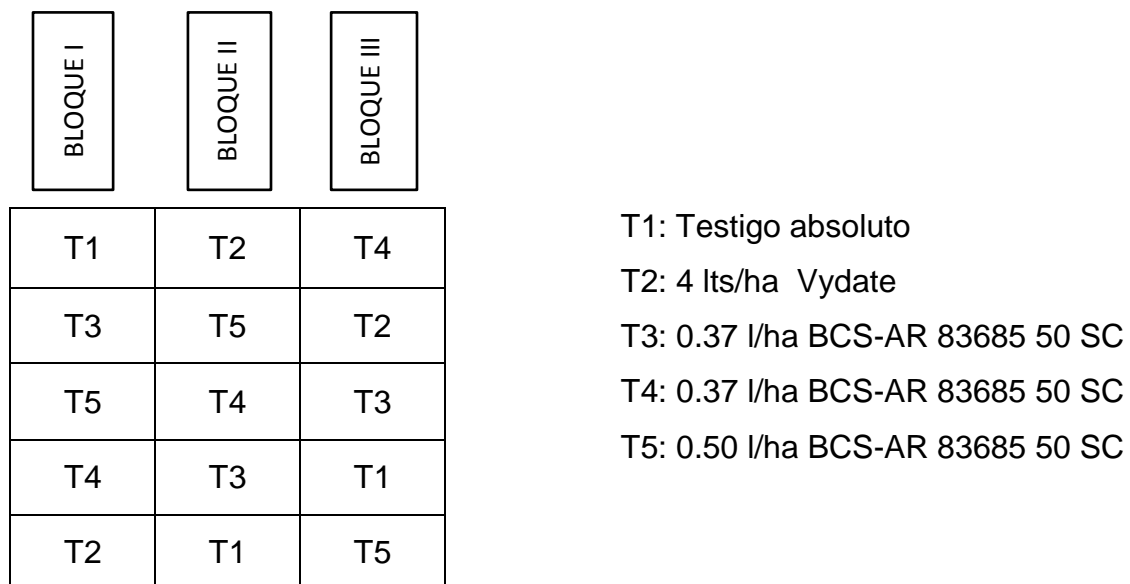 BLOQUE I
BLOQUE II
BLOQUE III
T1 T2 T4
T3 T5 T2
T5 T4 T3
T4 T3 T1
T2 T1 T5
T1: Testigo absoluto
T2: 4 lts/ha Vydate
T3: 0.37 l/ha BCS-AR 83685 50 SC
T4: 0.37 l/ha BCS-AR 83685 50 SC
T5: 0.50 l/ha BCS-AR 83685 50 SC